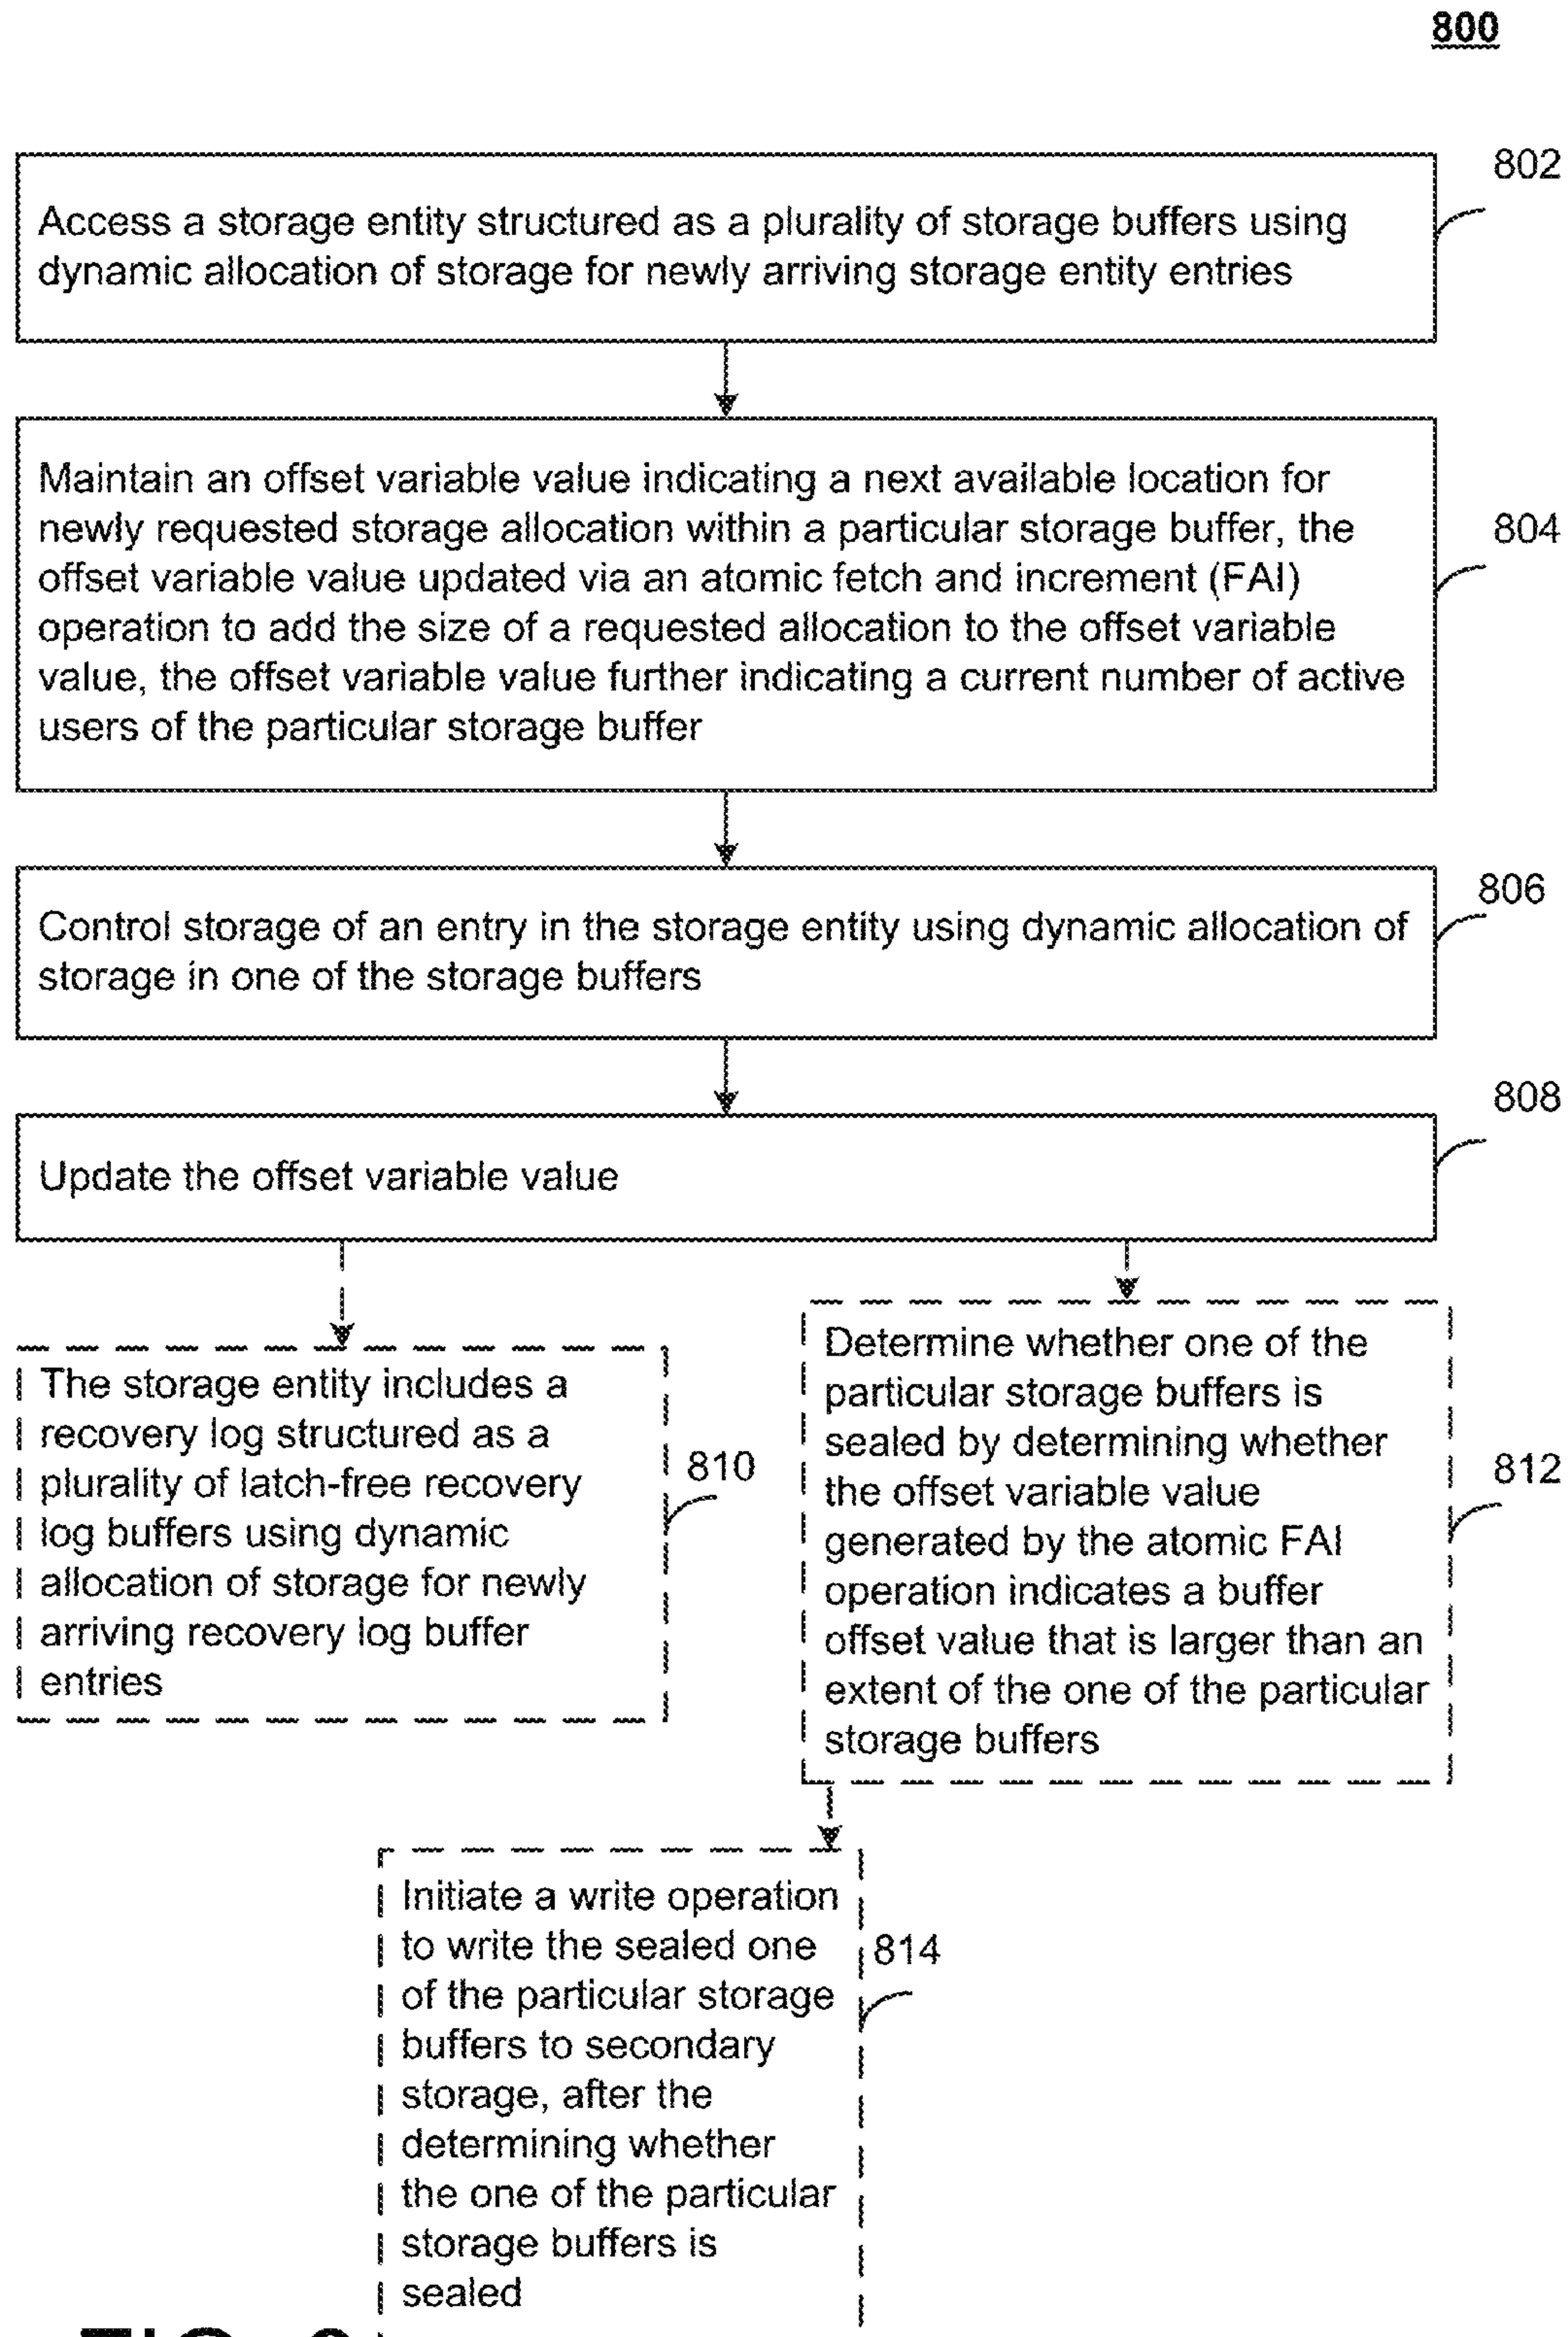 800
802
Access a storage entity structured as a plurality of storage buffers using
dynamic allocation of storage for newly arriving storage entity entries
Maintain an offset variable value indicating a next available location for
newly requested storage allocation within a particular storage buffer, the
offset variable value updated via an atomic fetch and increment (FAI)
operation to add the size of a requested allocation to the offset variable
value, the offset variable value further indicating a current number of active
users of the particular storage buffer
804
806
Control storage of an entry in the storage entity using dynamic allocation of
storage in one of the storage buffers
808
Update the offset variable value
The storage entity includes a
recovery log structured as a
plurality of latch-free recovery
log buffers using dynamic
allocation of storage for newly
arriving recovery log buffer
entries
810
Determine whether one of the
particular storage buffers is
sealed by determining whether
the offset variable value
generated by the atomic FAI
operation indicates a buffer
offset value that is larger than an
extent of the one of the particular
storage buffers
812
Initiate a write operation
to write the sealed one
of the particular storage
buffers to secondary
storage, after the
determining whether
the one of the particular
storage buffers is
sealed
814